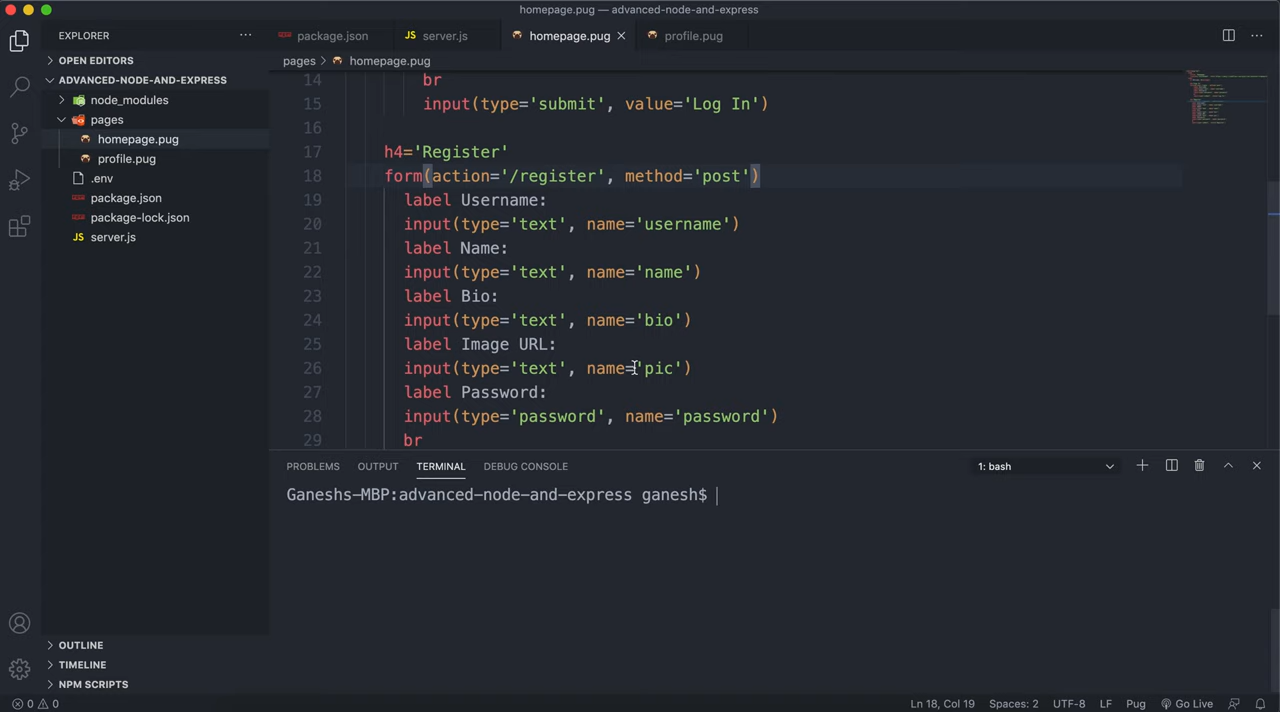 homepage.pug — advanced-node-and-express
EXPLORER
package.json
JS server.js
homepage.pug
profile.pug
OPEN EDITORS
pages > homepage.pug
ADVANCED-NODE-AND-EXPRESS
node_modules
pages
homepage.pug
profile.pug
.env
package.json
package-lock.json
JS server.js
14 br
15 input(type='submit', value='Log In')
16
17 h4='Register'
18 form(action='/register', method='post')
19 label Username:
20 input(type='text', name='username')
21 label Name:
22 input(type='text', name='name')
23 label Bio:
24 input(type='text', name='bio')
25 label Image URL:
26 input(type='text', name='pic')
27 label Password:
28 input(type='password', name='password')
29 br
PROBLEMS OUTPUT TERMINAL DEBUG CONSOLE 1: bash
Ganeshs-MBP:advanced-node-and-express ganesh$
OUTLINE
TIMELINE
NPM SCRIPTS
0 0 Ln 18, Col 19 Spaces: 2 UTF-8 LF Pug Go Live